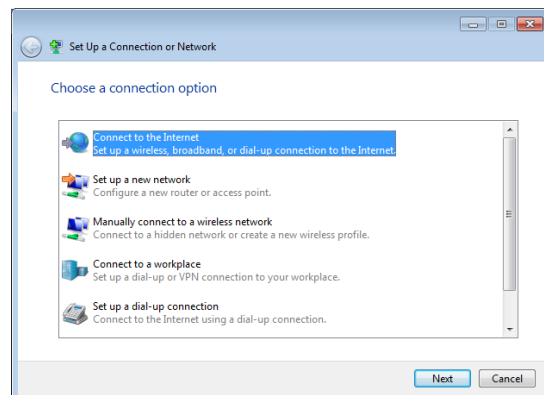 Set Up a Connection or Network
Choose a connection option
Connect to the Internet
Set up a wireless, broadband, or dial-up connection to the Internet.
Set up a new network
Configure a new router or access point.
Manually connect to a wireless network
Connect to a hidden network or create a new wireless profile.
Connect to a workplace
Set up a dial-up or VPN connection to your workplace.
Set up a dial-up connection
Connect to the Internet using a dial-up connection.
Next Cancel